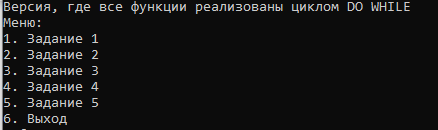 Версия, где все функции реализованы циклом DO WHILE
Меню:
1. Задание 1
2. Задание 2
3. Задание 3
4. Задание 4
5. Задание 5
6. Выход